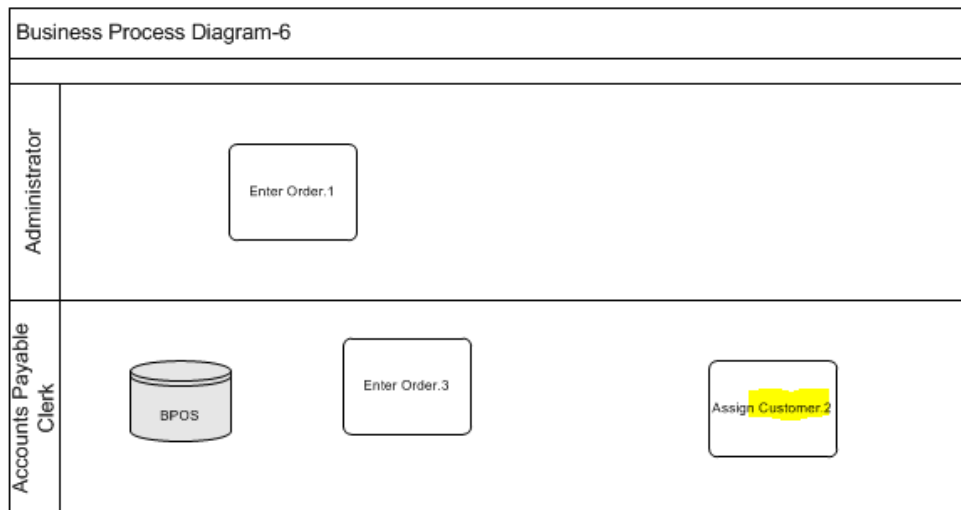 Business Process Diagram-6
Administrator
Enter Order.1
Accounts Payable
Clerk
BPOS
Enter Order.3
Assign Customer.2